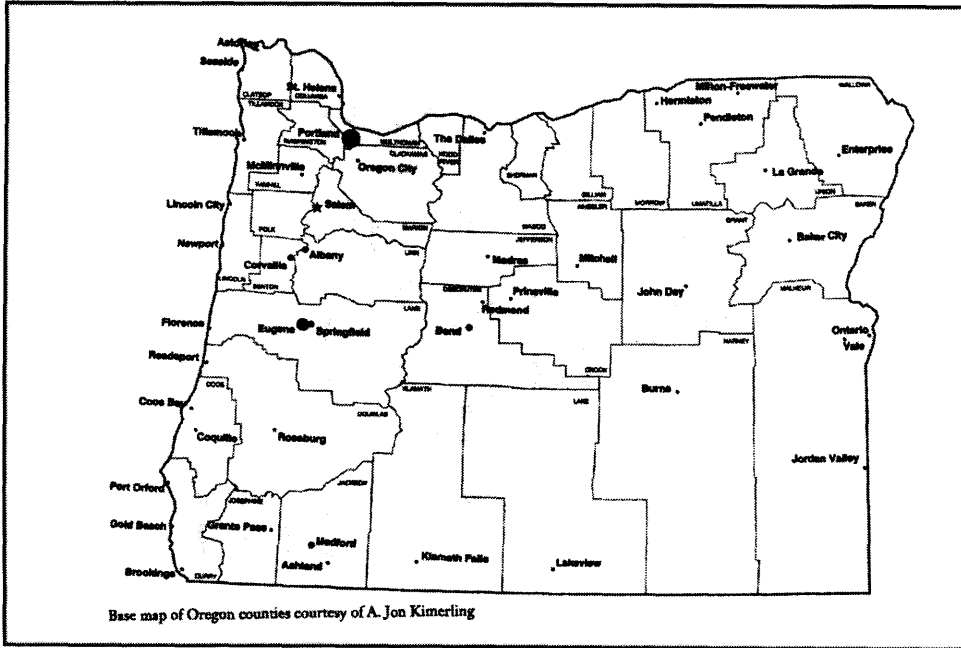 Astoria
Seaside
St. Helens
COLUMBIA
CLATSOP
TILLAMOOK
Tillamook
Portland
WASHINGTON
MULTNOMAH
CLACKAMAS
HOOD
RIVER
The Dalles
SHERMAN
GILLIAM
WHEELER
MORROW
UMATILLA
Hermiston
Milton-Freewater
Pendleton
WALLOWA
Enterprise
La Grande
UNION
BAKER
McMinnville
YAMHILL
Oregon City
Lincoln City
Salem
POLK
MARION
WASCO
JEFFERSON
GRANT
Baker City
Newport
Corvallis
Albany
LINN
Madras
Mitchell
LINCOLN
BENTON
LANE
DESCHUTES
Prineville
Redmond
John Day
MALHEUR
Florence
Eugene
Springfield
Bend
HARNEY
Ontario
Vale
Reedsport
CROOK
COOS
KLAMATH
LAKE
Burns
Coos Bay
DOUGLAS
Coquille
Roseburg
Jordan Valley
Port Orford
JACKSON
JOSEPHINE
Gold Beach
Grants Pass
Medford
Ashland
Klamath Falls
Lakeview
Brookings
CURRY
Base map of Oregon counties courtesy of A. Jon Kimerling